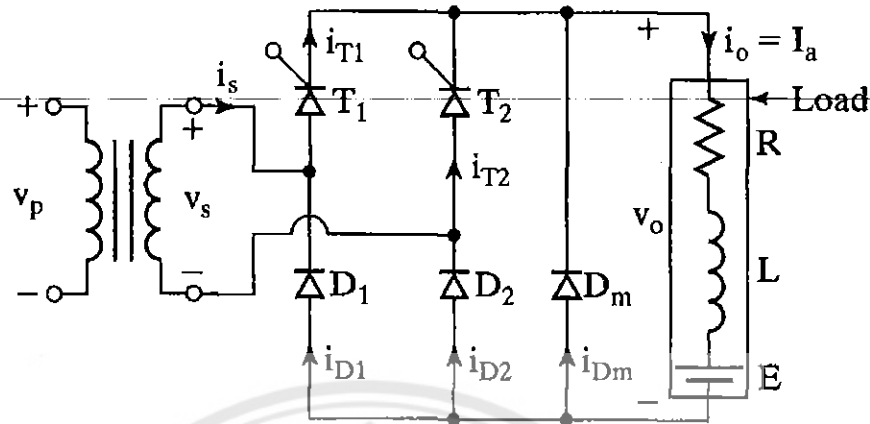 + i_T1 + i_o = I_a
i_s T_1 T_2 Load
+ + R
i_T2
v_p v_s v_o
− − D_1 D_2 D_m L
i_D1 i_D2 i_Dm − E